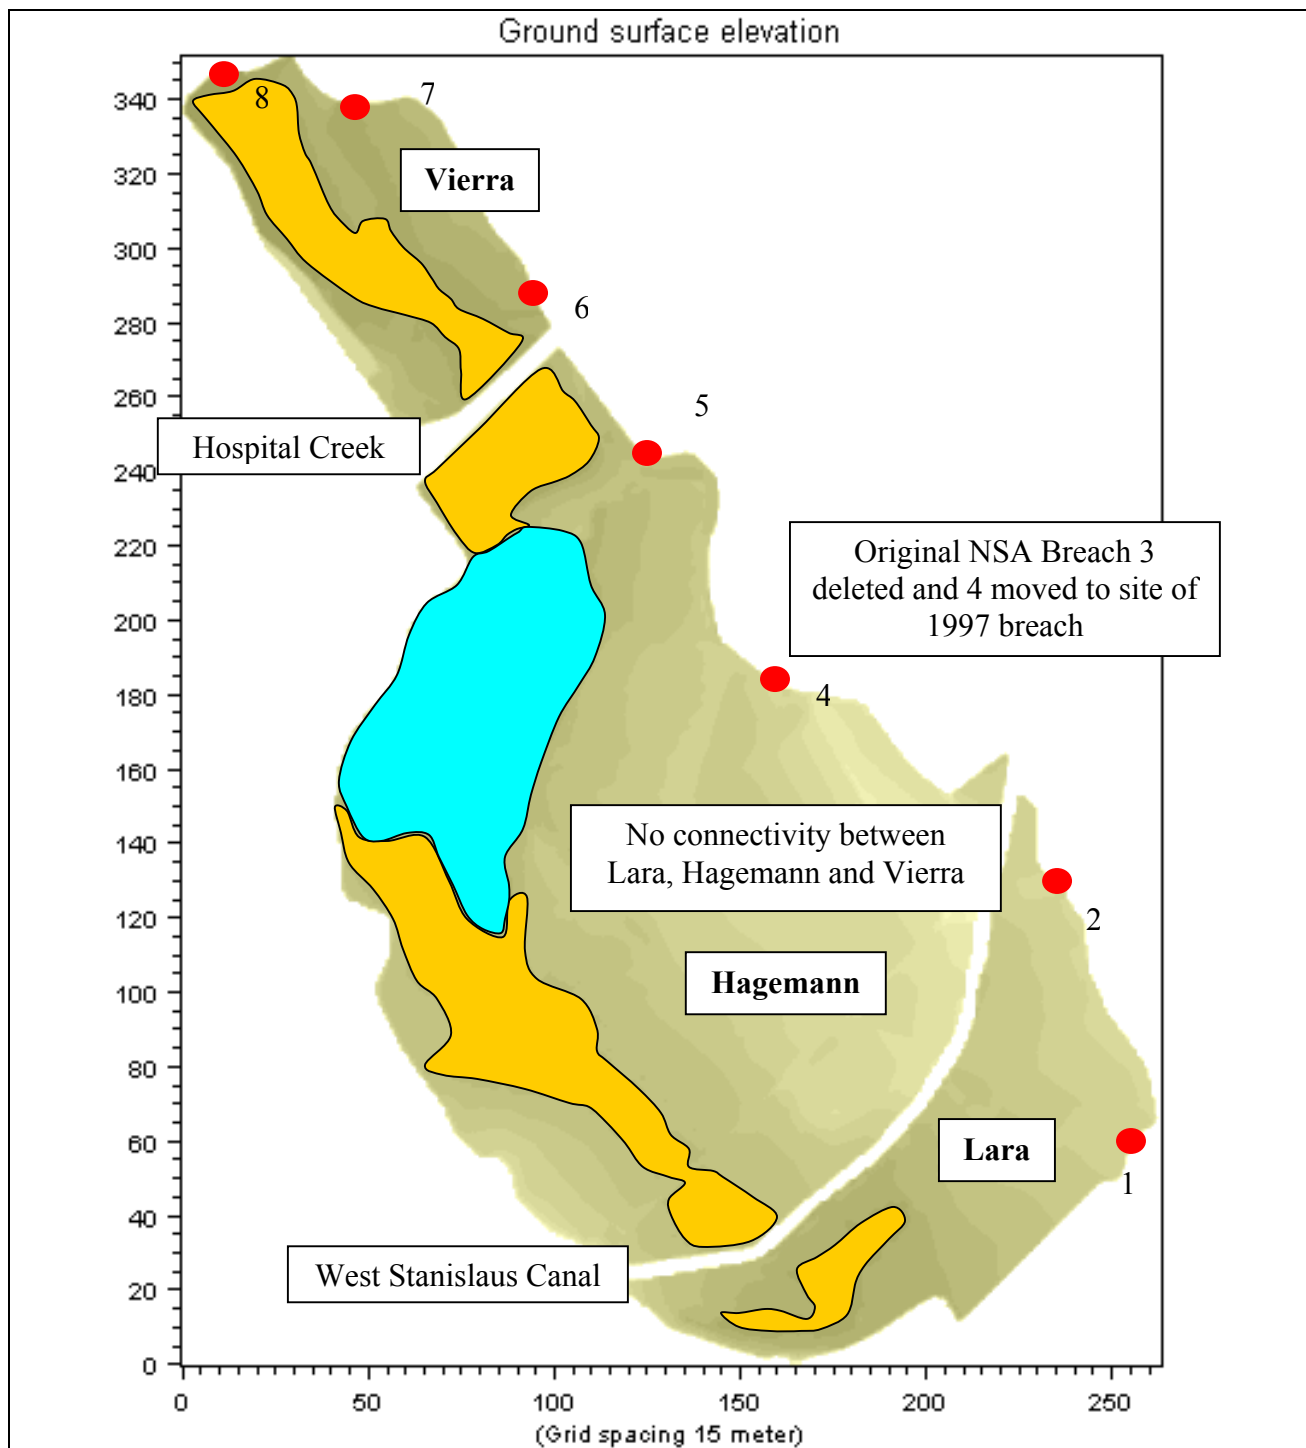 Ground surface elevation
340
320
300
280
260
240
220
200
180
160
140
120
100
80
60
40
20
0
8
7
Vierra
6
5
Hospital Creek
Original NSA Breach 3
deleted and 4 moved to site of
1997 breach
4
No connectivity between
Lara, Hagemann and Vierra
2
Hagemann
Lara
1
West Stanislaus Canal
0 50 100 150 200 250
(Grid spacing 15 meter)